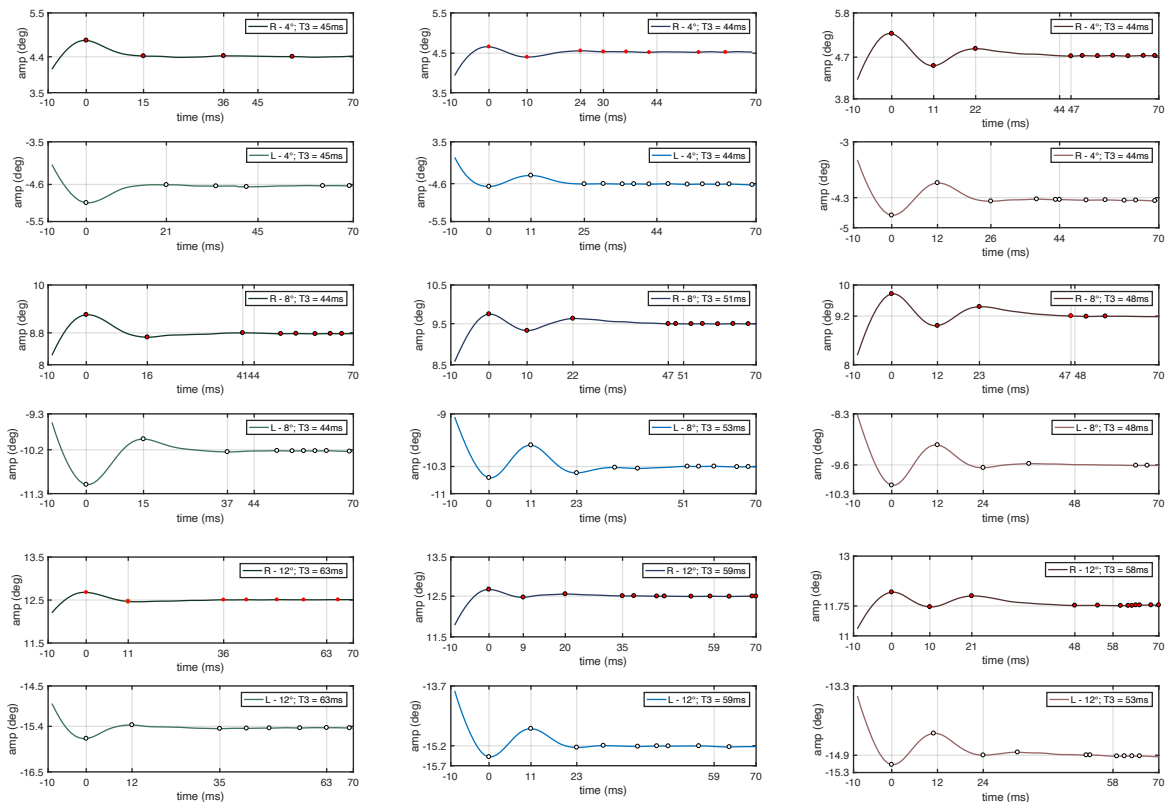 5.5
4.4
3.5
amp (deg)
R - 4°; T3 = 45ms
-10 0 15 36 45 70
time (ms)
5.5
4.5
3.5
amp (deg)
R - 4°; T3 = 44ms
-10 0 10 24 30 44 70
time (ms)
5.8
4.7
3.8
amp (deg)
R - 4°; T3 = 44ms
-10 0 11 22 44 47 70
time (ms)
-3.5
-4.6
-5.5
amp (deg)
L - 4°; T3 = 45ms
-10 0 21 45 70
time (ms)
3.5
-4.6
-5.5
amp (deg)
L - 4°; T3 = 44ms
-10 0 11 25 44 70
time (ms)
-3
-4.3
-5
amp (deg)
R - 4°; T3 = 44ms
-10 0 12 26 44 70
time (ms)
10
8.8
8
amp (deg)
R - 8°; T3 = 44ms
-10 0 16 4144 70
time (ms)
10.5
9.5
8.5
amp (deg)
R - 8°; T3 = 51ms
-10 0 10 22 47 51 70
time (ms)
10
9.2
8
amp (deg)
R - 8°; T3 = 48ms
-10 0 12 23 47 48 70
time (ms)
-9.3
-10.2
-11.3
amp (deg)
L - 8°; T3 = 44ms
-10 0 15 37 44 70
time (ms)
-9
-10.3
-11
amp (deg)
L - 8°; T3 = 53ms
-10 0 11 23 51 70
time (ms)
-8.3
-9.6
-10.3
amp (deg)
L - 8°; T3 = 48ms
-10 0 12 24 48 70
time (ms)
13.5
12.5
11.5
amp (deg)
R - 12°; T3 = 63ms
-10 0 11 36 63 70
time (ms)
13.5
12.5
11.5
amp (deg)
R - 12°; T3 = 59ms
-10 0 9 20 35 59 70
time (ms)
13
11.75
11
amp (deg)
R - 12°; T3 = 58ms
-10 0 10 21 48 58 70
time (ms)
-14.5
-15.4
-16.5
amp (deg)
L - 12°; T3 = 63ms
-10 0 12 35 63 70
time (ms)
-13.7
-15.2
-15.7
amp (deg)
L - 12°; T3 = 59ms
-10 0 11 23 59 70
time (ms)
-13.3
-14.9
-15.3
amp (deg)
L - 12°; T3 = 53ms
-10 0 12 24 59 70
time (ms)